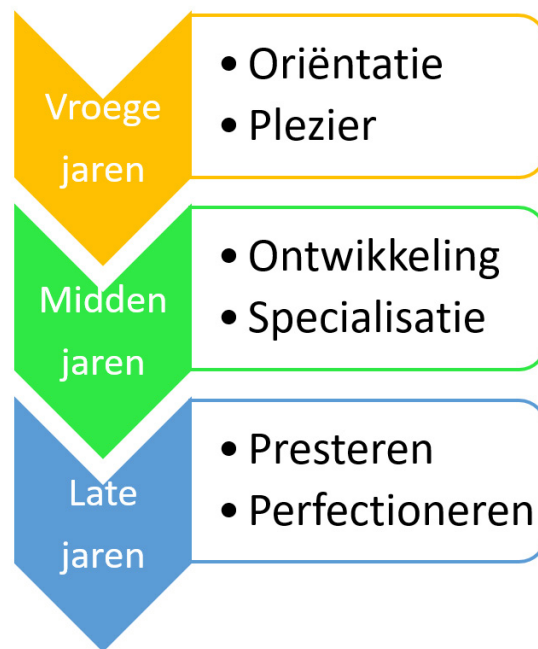 Vroege
jaren
• Oriëntatie
• Plezier
Midden
jaren
• Ontwikkeling
• Specialisatie
Late
jaren
• Presteren
• Perfectioneren